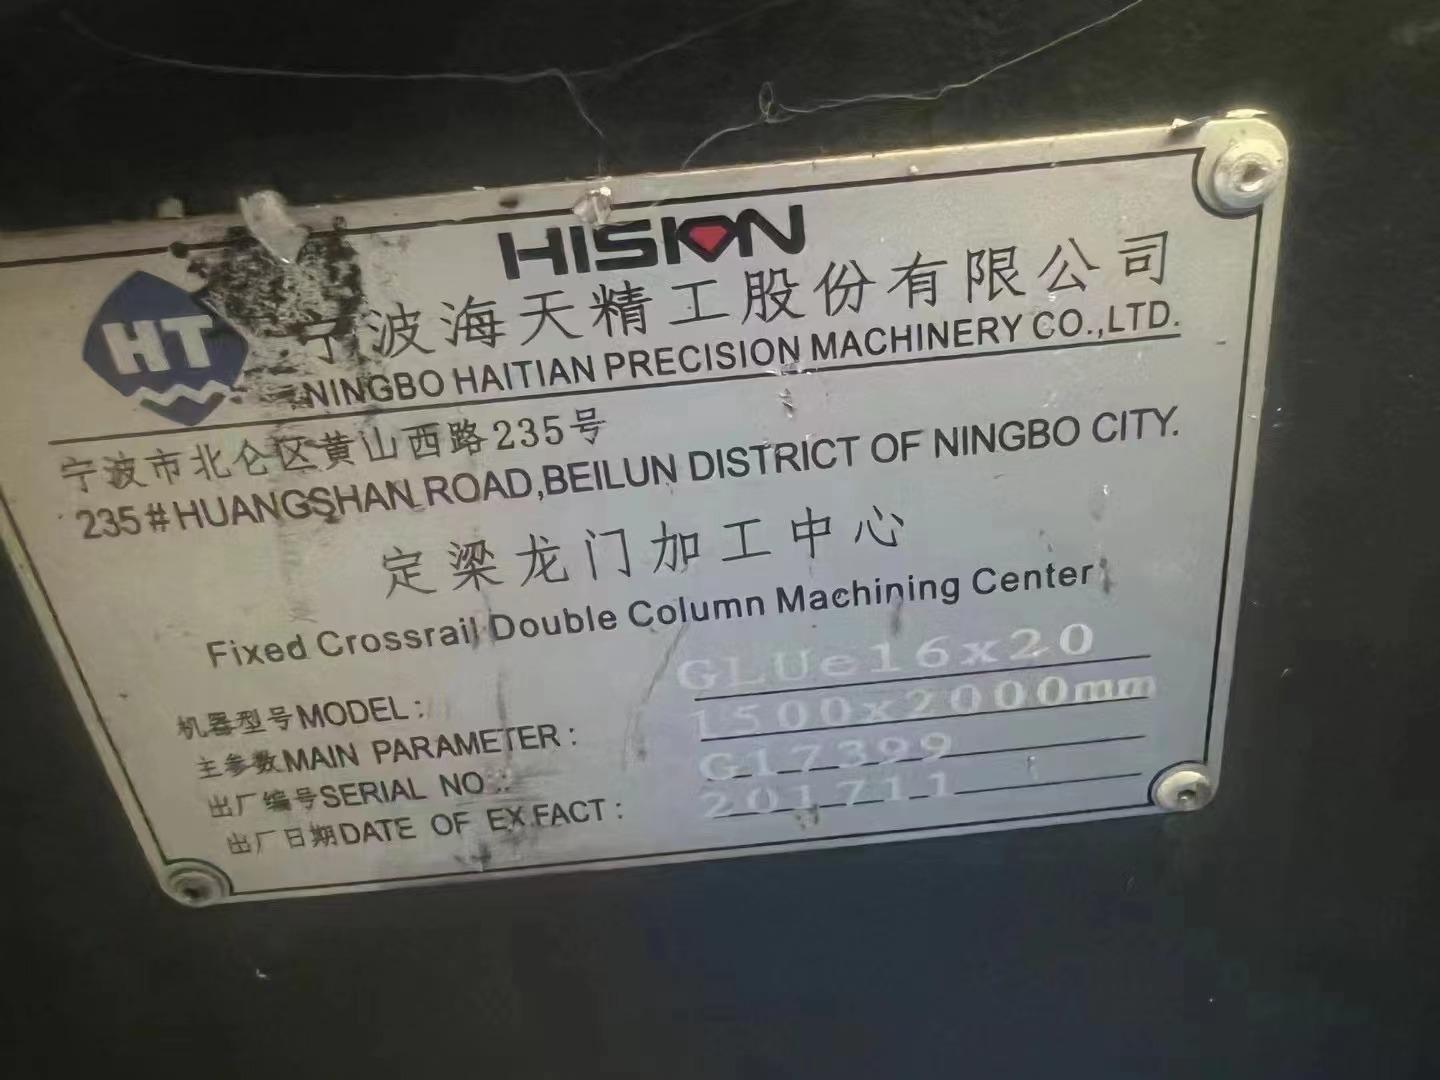 HISION
HT
宁波海天精工股份有限公司
NINGBO HAITIAN PRECISION MACHINERY CO.,LTD.
宁波市北仑区黄山西路235号
235#HUANGSHAN ROAD,BEILUN DISTRICT OF NINGBO CITY.
定梁龙门加工中心
Fixed Crossrail Double Column Machining Center
机器型号MODEL: GLUe16x20
主参数MAIN PARAMETER: 1500x2000mm
出厂编号SERIAL NO.: G17399
出厂日期DATE OF EX FACT: 201711